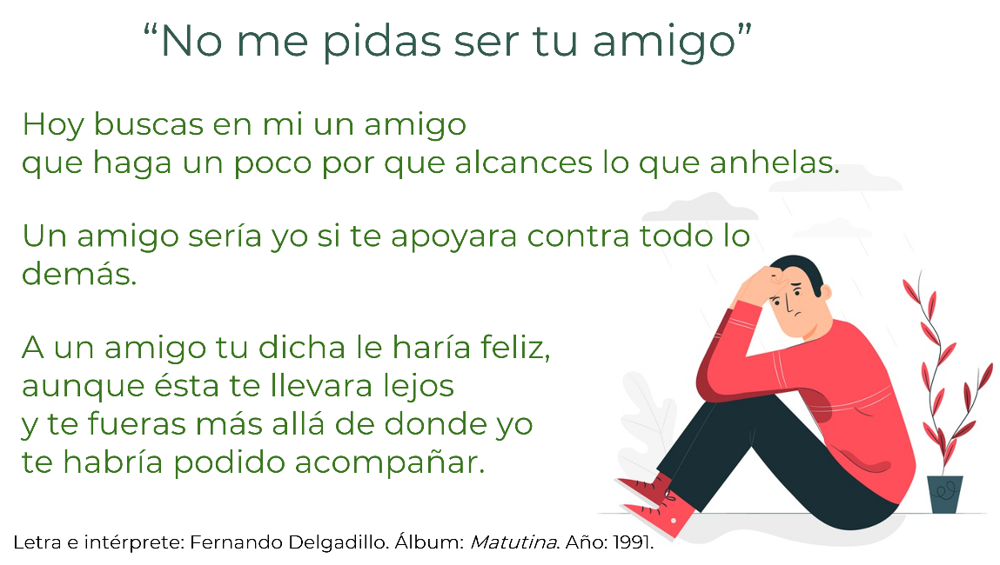 “No me pidas ser tu amigo”
Hoy buscas en mi un amigo
que haga un poco por que alcances lo que anhelas.
Un amigo sería yo si te apoyara contra todo lo
demás.
A un amigo tu dicha le haría feliz,
aunque ésta te llevara lejos
y te fueras más allá de donde yo
te habría podido acompañar.
Letra e intérprete: Fernando Delgadillo. Álbum: Matutina. Año: 1991.